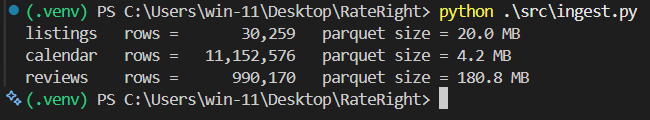 (.venv) PS C:\Users\win-11\Desktop\RateRight> python .\src\ingest.py
listings   rows =       30,259   parquet size = 20.0 MB
calendar   rows =   11,152,576   parquet size = 4.2 MB
reviews    rows =      990,170   parquet size = 180.8 MB
(.venv) PS C:\Users\win-11\Desktop\RateRight>